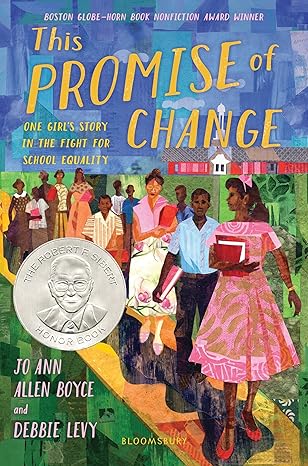 BOSTON GLOBE–HORN BOOK NONFICTION AWARD WINNER
This
PROMISE of
CHANGE
ONE GIRL'S STORY
IN THE FIGHT FOR
SCHOOL EQUALITY
THE ROBERT F. SIBERT
HONOR BOOK
JO ANN
ALLEN BOYCE
and
DEBBIE LEVY
BLOOMSBURY